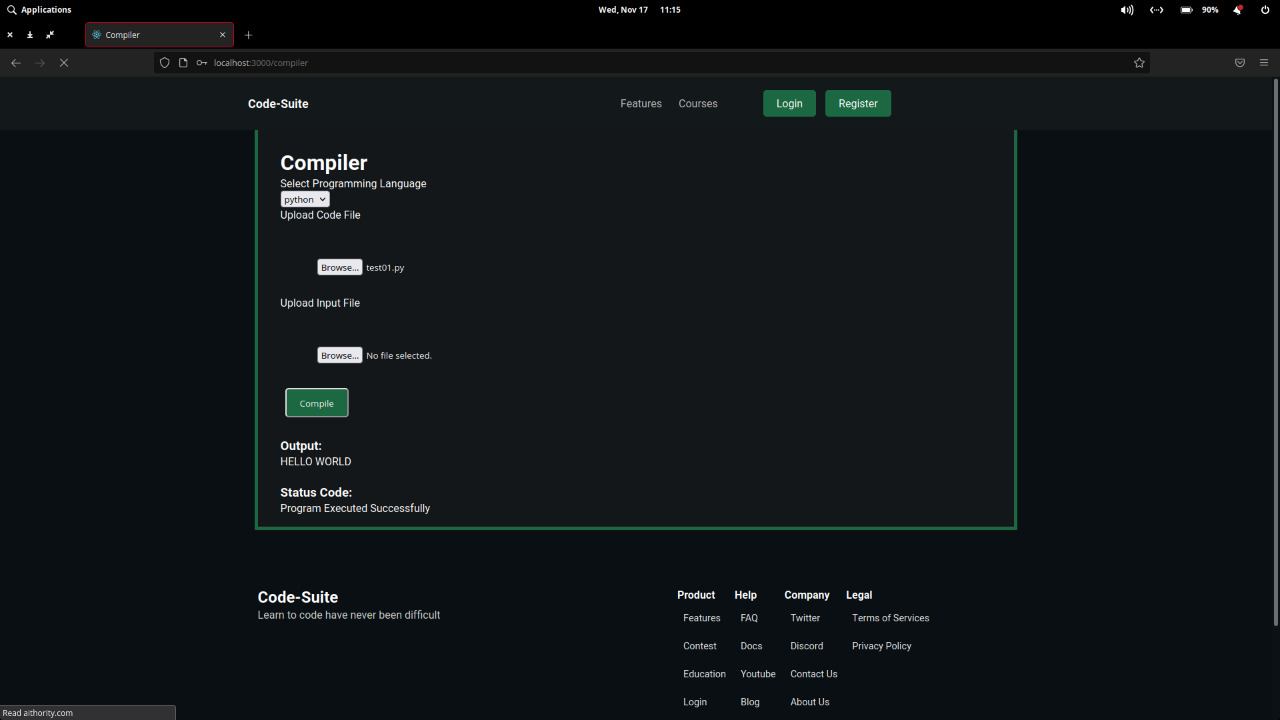 Applications
Wed, Nov 17 11:15
90%
Compiler
localhost:3000/compiler
Code-Suite
Features
Courses
Login
Register
Compiler
Select Programming Language
python
Upload Code File
Browse... test01.py
Upload Input File
Browse... No file selected.
Compile
Output:
HELLO WORLD
Status Code:
Program Executed Successfully
Code-Suite
Learn to code have never been difficult
Product Help Company Legal
Features FAQ Twitter Terms of Services
Contest Docs Discord Privacy Policy
Education Youtube Contact Us
Login Blog About Us
Read aithority.com